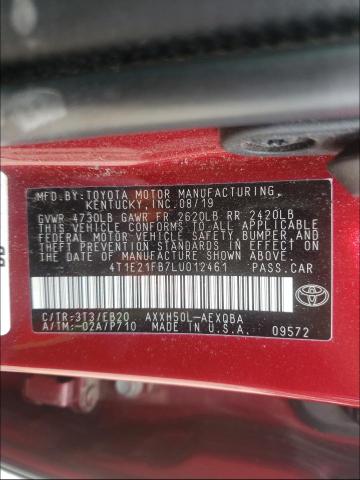 MFD.BY:TOYOTA MOTOR MANUFACTURING,
KENTUCKY,INC.08/19
GVWR 4730LB GAWR FR 2620LB RR 2420LB
THIS VEHICLE CONFORMS TO ALL APPLICABLE
FEDERAL MOTOR VEHICLE SAFETY, BUMPER, AND
THEFT PREVENTION STANDARDS IN EFFECT ON
THE DATE OF MANUFACTURE SHOWN ABOVE.
4T1E21FB7LU012461 PASS.CAR
C/TR:3T3/EB20 AXXH50L-AEXQBA
A/TM:-02A/P710 MADE IN U.S.A. 09572